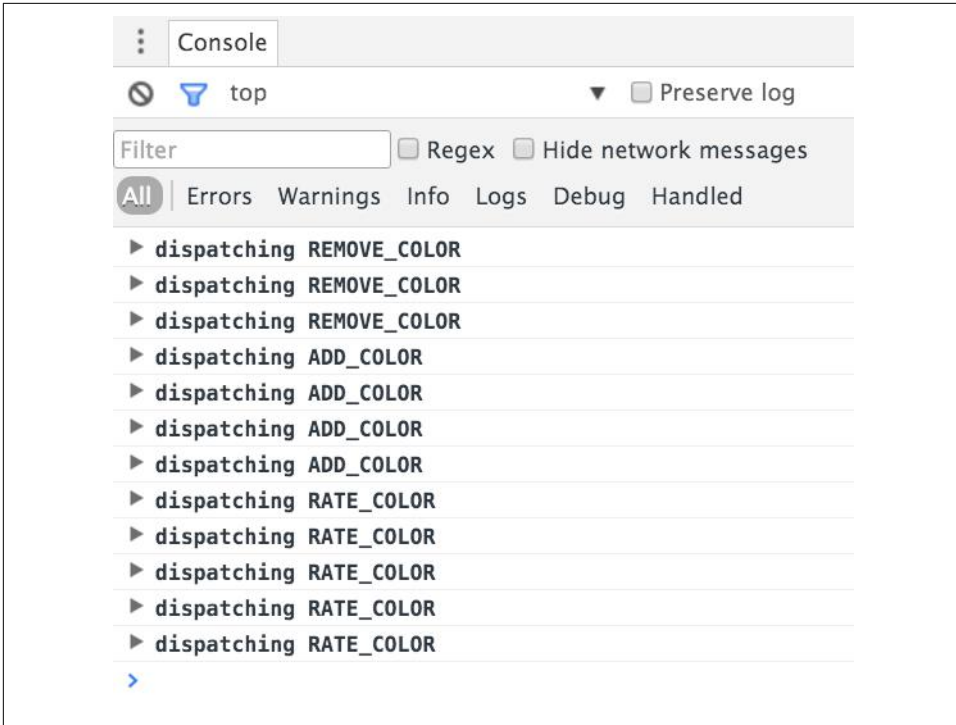 Console
top ▼ Preserve log
Filter Regex Hide network messages
All Errors Warnings Info Logs Debug Handled
▶ dispatching REMOVE_COLOR
▶ dispatching REMOVE_COLOR
▶ dispatching REMOVE_COLOR
▶ dispatching ADD_COLOR
▶ dispatching ADD_COLOR
▶ dispatching ADD_COLOR
▶ dispatching ADD_COLOR
▶ dispatching RATE_COLOR
▶ dispatching RATE_COLOR
▶ dispatching RATE_COLOR
▶ dispatching RATE_COLOR
▶ dispatching RATE_COLOR
>